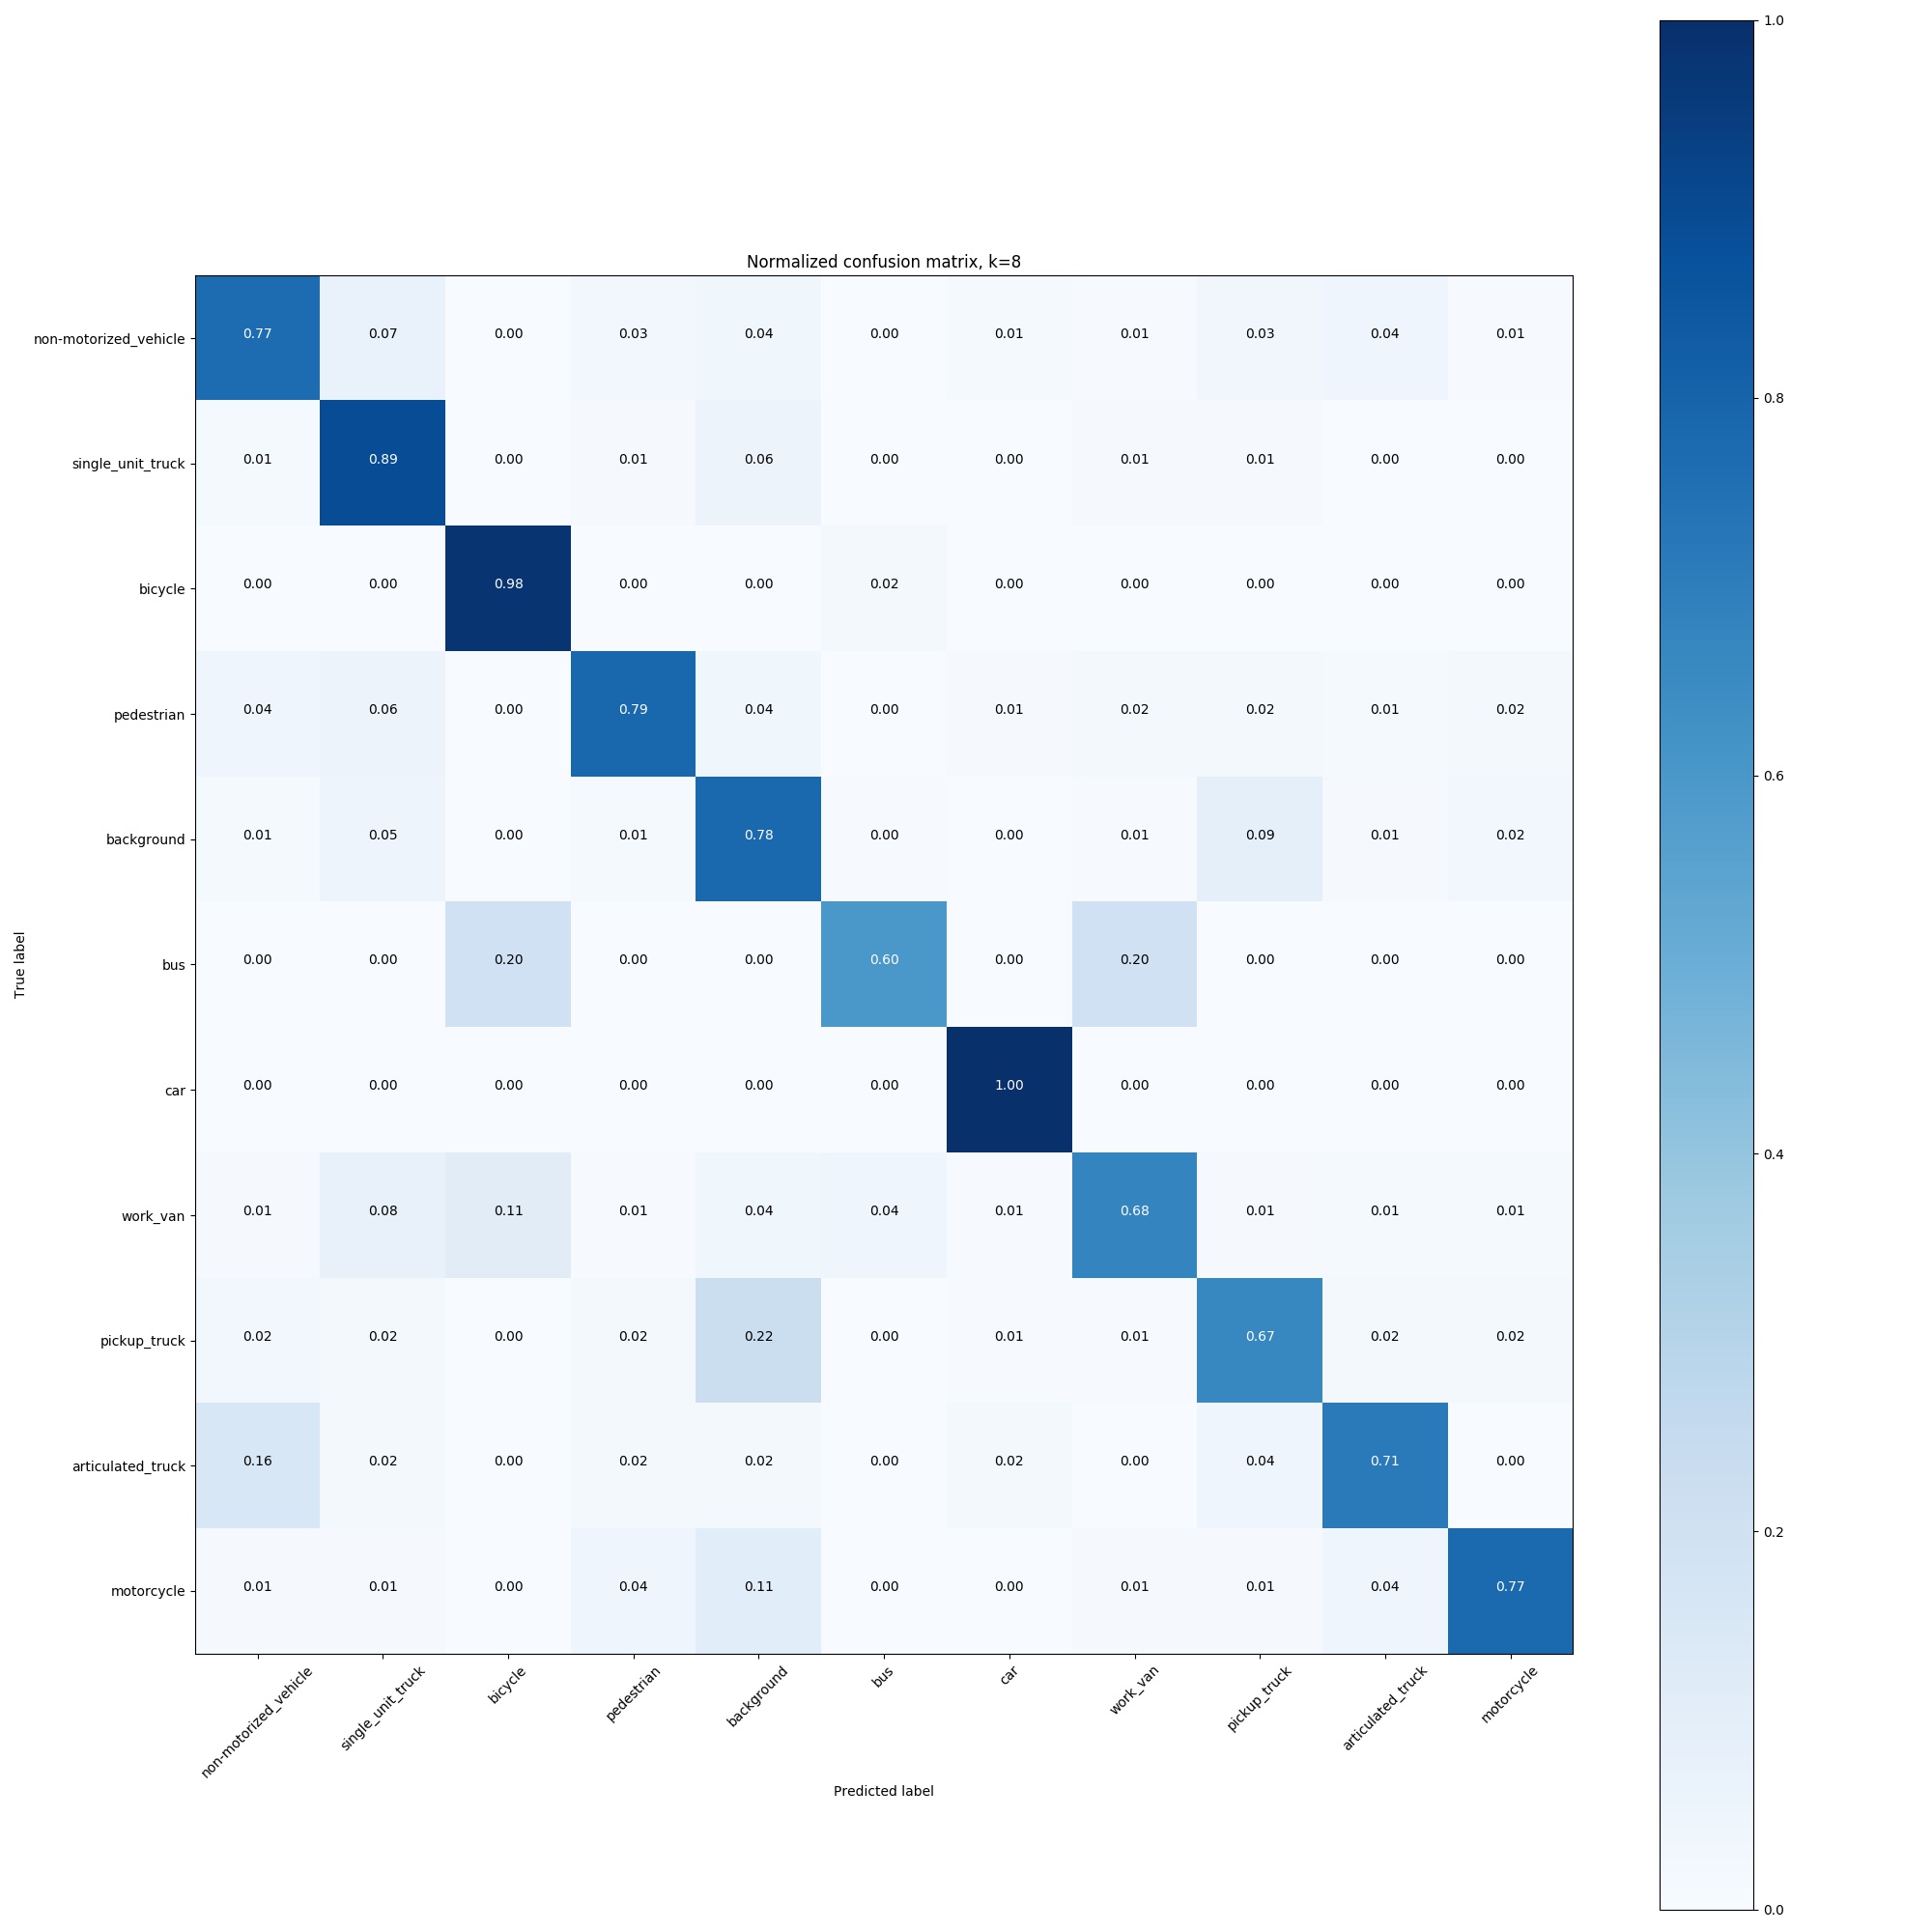 Normalized confusion matrix, k=8
non-motorized_vehicle 0.77 0.07 0.00 0.03 0.04 0.00 0.01 0.01 0.03 0.04 0.01
single_unit_truck 0.01 0.89 0.00 0.01 0.06 0.00 0.00 0.01 0.01 0.00 0.00
bicycle 0.00 0.00 0.98 0.00 0.00 0.02 0.00 0.00 0.00 0.00 0.00
pedestrian 0.04 0.06 0.00 0.79 0.04 0.00 0.01 0.02 0.02 0.01 0.02
background 0.01 0.05 0.00 0.01 0.78 0.00 0.00 0.01 0.09 0.01 0.02
bus 0.00 0.00 0.20 0.00 0.00 0.60 0.00 0.20 0.00 0.00 0.00
car 0.00 0.00 0.00 0.00 0.00 0.00 1.00 0.00 0.00 0.00 0.00
work_van 0.01 0.08 0.11 0.01 0.04 0.04 0.01 0.68 0.01 0.01 0.01
pickup_truck 0.02 0.02 0.00 0.02 0.22 0.00 0.01 0.01 0.67 0.02 0.02
articulated_truck 0.16 0.02 0.00 0.02 0.02 0.00 0.02 0.00 0.04 0.71 0.00
motorcycle 0.01 0.01 0.00 0.04 0.11 0.00 0.00 0.01 0.01 0.04 0.77
non-motorized_vehicle single_unit_truck bicycle pedestrian background bus car work_van pickup_truck articulated_truck motorcycle
Predicted label
True label
1.0
0.8
0.6
0.4
0.2
0.0